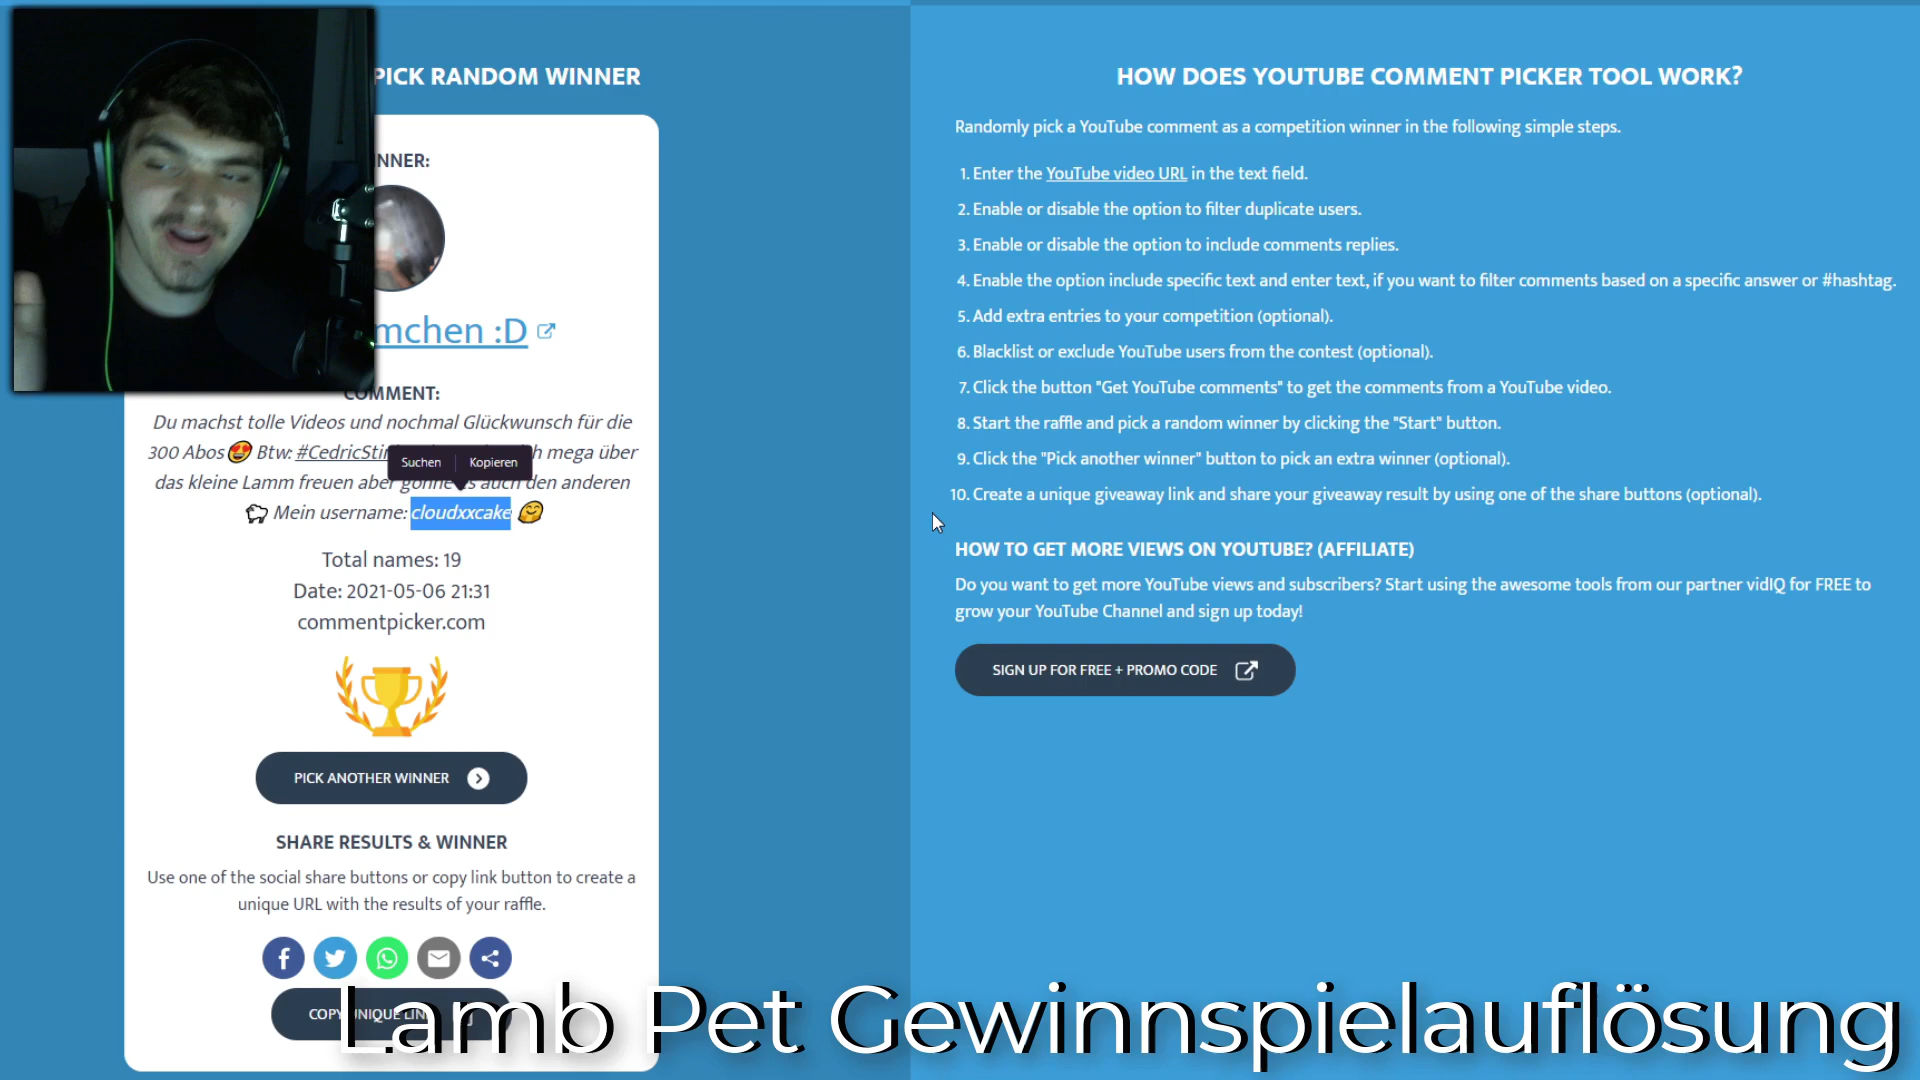 PICK RANDOM WINNER
NNER:
mchen :D
COMMENT:
Du machst tolle Videos und nochmal Glückwunsch für die
300 Abos😍 Btw: #CedricSti h mega über
das kleine Lamm freuen aber gönne es auch den anderen
🐑 Mein username: cloudxxcake 🤗
Suchen Kopieren
Total names: 19
Date: 2021-05-06 21:31
commentpicker.com
PICK ANOTHER WINNER
SHARE RESULTS & WINNER
Use one of the social share buttons or copy link button to create a
unique URL with the results of your raffle.
COPY UNIQUE LINK
HOW DOES YOUTUBE COMMENT PICKER TOOL WORK?
Randomly pick a YouTube comment as a competition winner in the following simple steps.
1. Enter the YouTube video URL in the text field.
2. Enable or disable the option to filter duplicate users.
3. Enable or disable the option to include comments replies.
4. Enable the option include specific text and enter text, if you want to filter comments based on a specific answer or #hashtag.
5. Add extra entries to your competition (optional).
6. Blacklist or exclude YouTube users from the contest (optional).
7. Click the button "Get YouTube comments" to get the comments from a YouTube video.
8. Start the raffle and pick a random winner by clicking the "Start" button.
9. Click the "Pick another winner" button to pick an extra winner (optional).
10. Create a unique giveaway link and share your giveaway result by using one of the share buttons (optional).
HOW TO GET MORE VIEWS ON YOUTUBE? (AFFILIATE)
Do you want to get more YouTube views and subscribers? Start using the awesome tools from our partner vidIQ for FREE to
grow your YouTube Channel and sign up today!
SIGN UP FOR FREE + PROMO CODE
Lamb Pet Gewinnspielauflösung